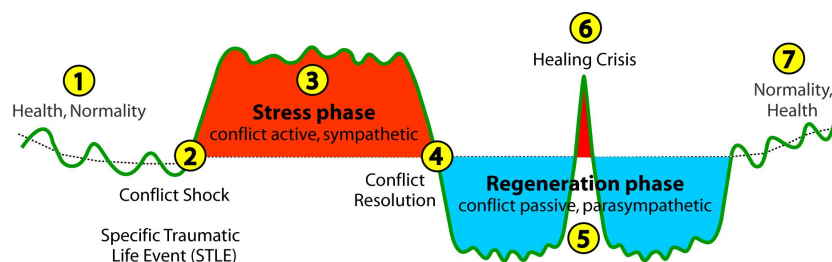 1
Health, Normality
2
Conflict Shock
Specific Traumatic
Life Event (STLE)
3
Stress phase
conflict active, sympathetic
4
Conflict
Resolution
Regeneration phase
conflict passive, parasympathetic
5
6
Healing Crisis
7
Normality,
Health